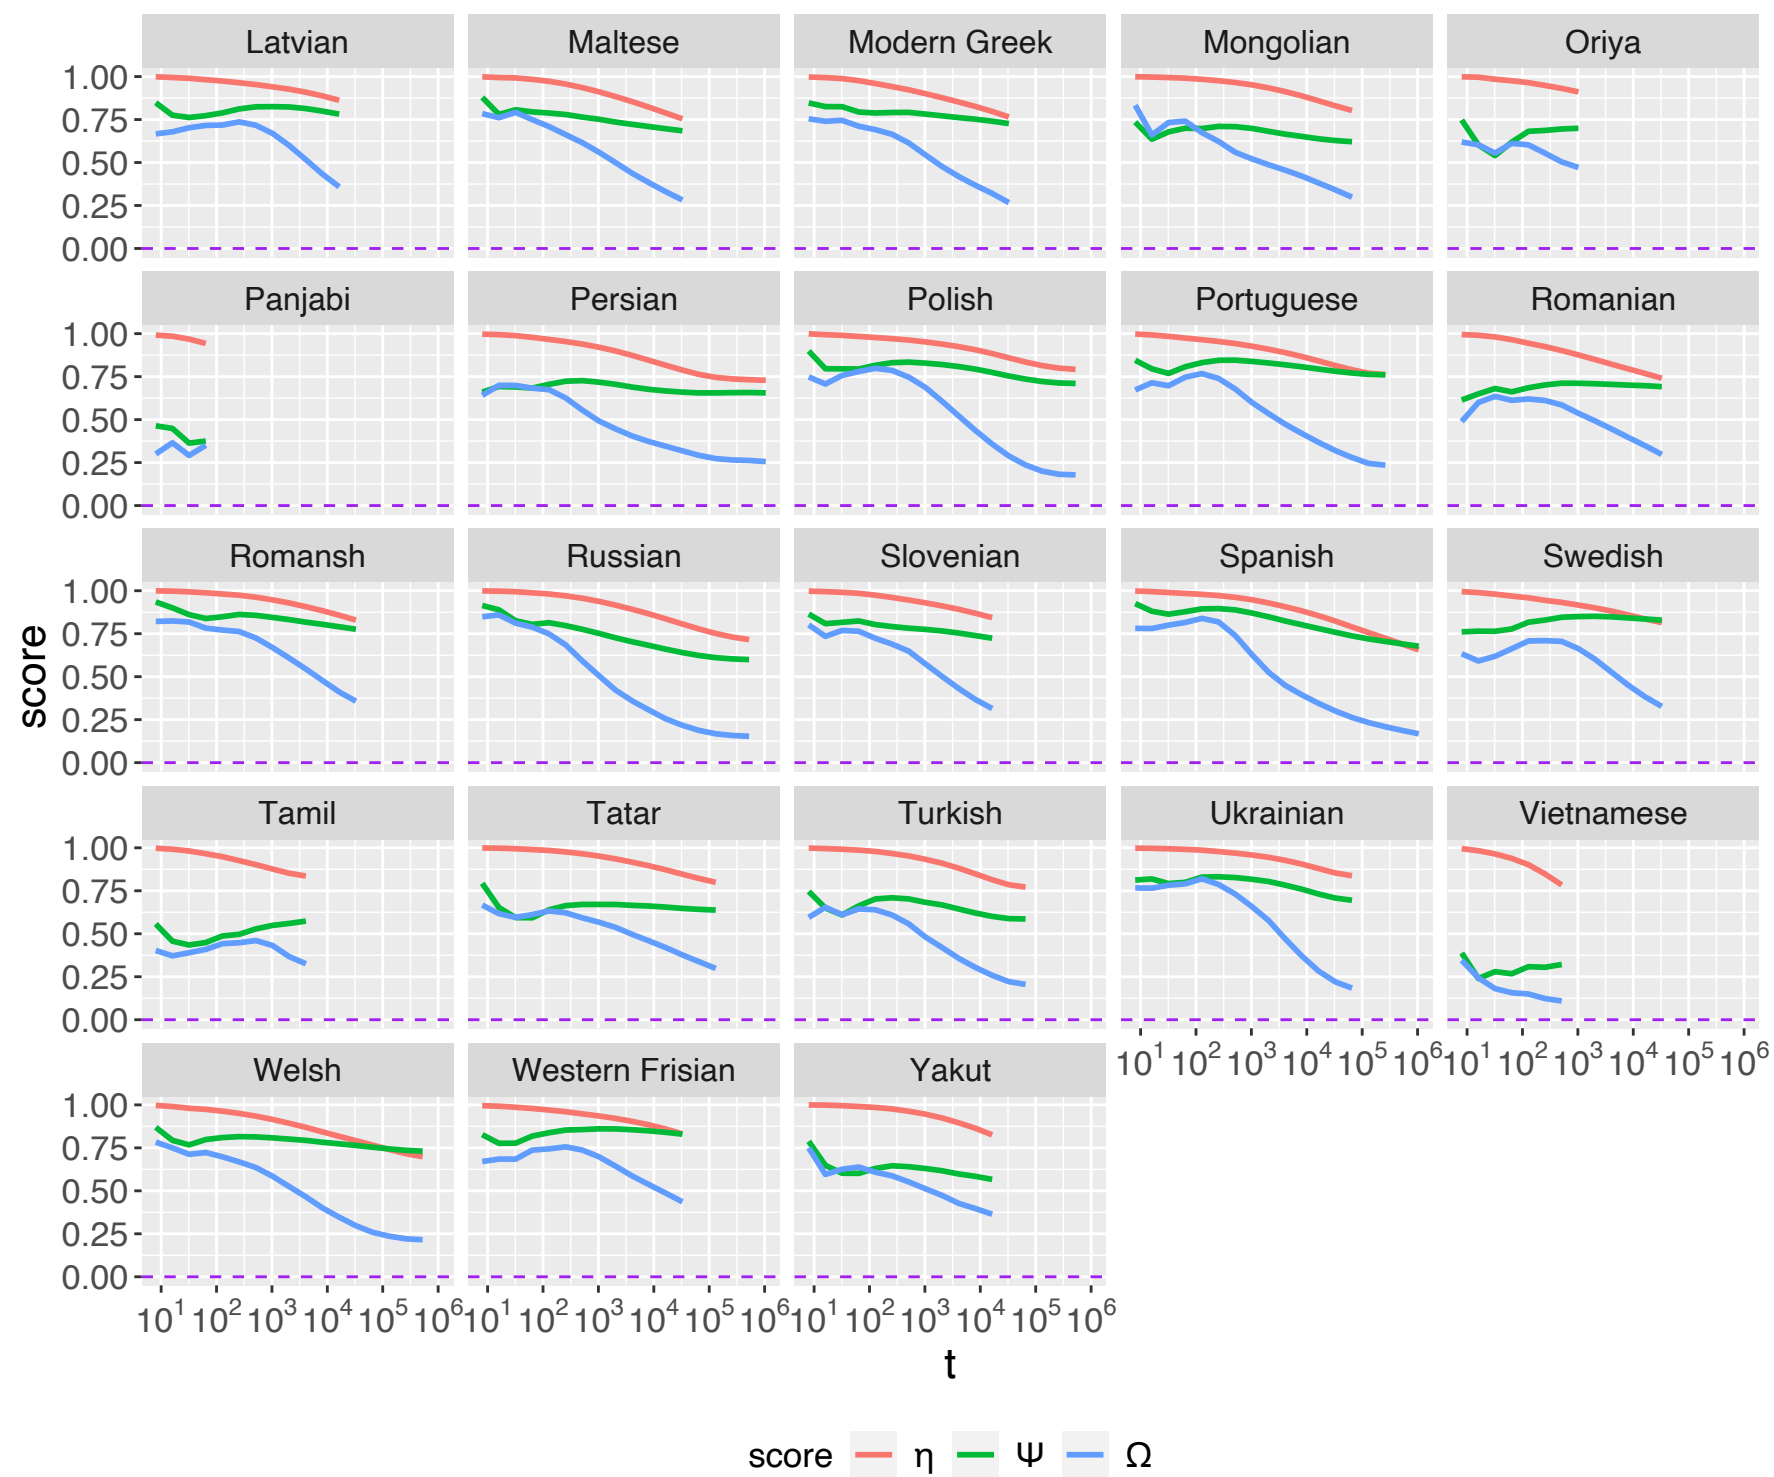 Latvian Maltese Modern Greek Mongolian Oriya
1.00
0.75
0.50
0.25
0.00
Panjabi Persian Polish Portuguese Romanian
1.00
0.75
0.50
0.25
0.00
Romansh Russian Slovenian Spanish Swedish
1.00
0.75
0.50
0.25
0.00
score
Tamil Tatar Turkish Ukrainian Vietnamese
1.00
0.75
0.50
0.25
0.00
10¹ 10² 10³ 10⁴ 10⁵ 10⁶ 10¹ 10² 10³ 10⁴ 10⁵ 10⁶
Welsh Western Frisian Yakut
1.00
0.75
0.50
0.25
0.00
10¹ 10² 10³ 10⁴ 10⁵ 10⁶ 10¹ 10² 10³ 10⁴ 10⁵ 10⁶ 10¹ 10² 10³ 10⁴ 10⁵ 10⁶
t
score η Ψ Ω